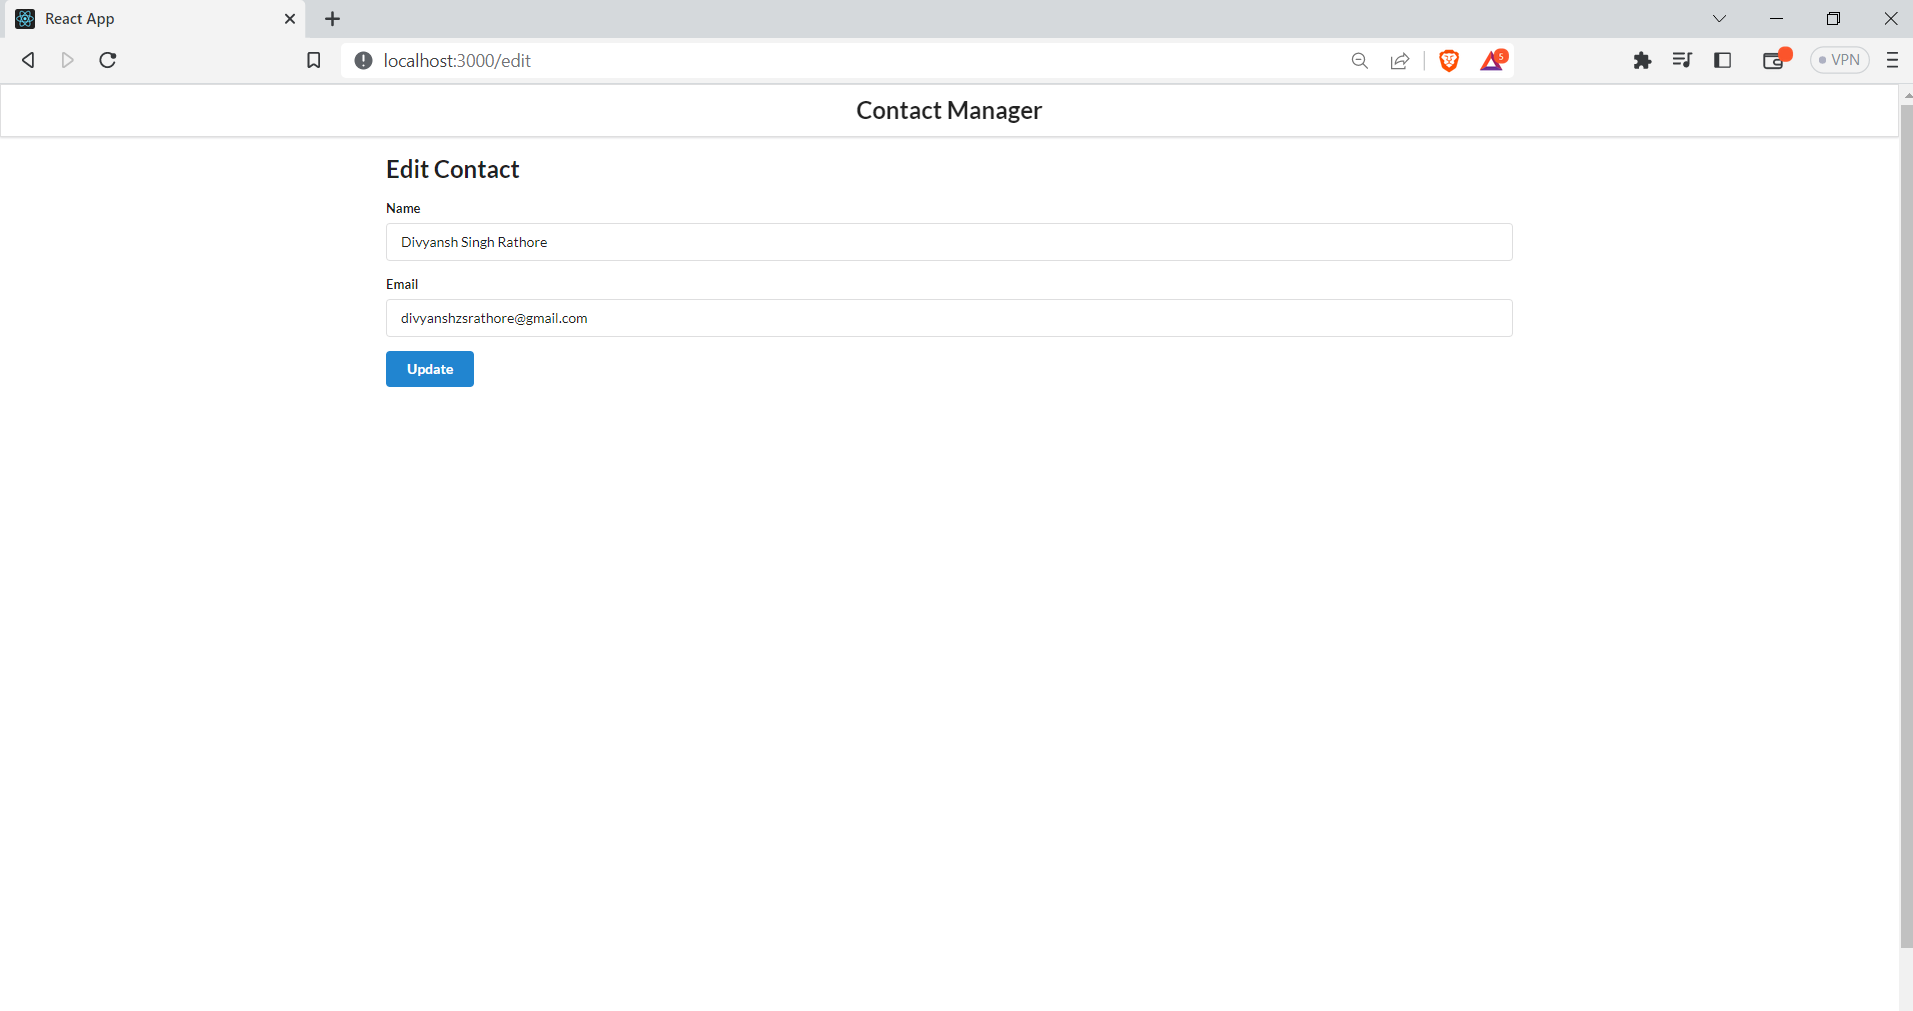 React App
localhost:3000/edit
5
VPN
Contact Manager
Edit Contact
Name
Divyansh Singh Rathore
Email
divyanshzsrathore@gmail.com
Update